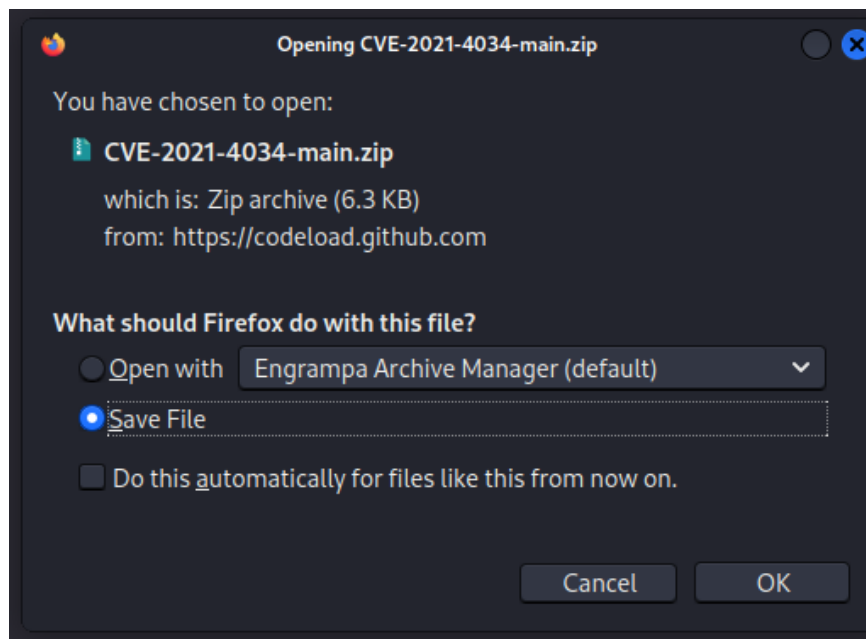 Opening CVE-2021-4034-main.zip
You have chosen to open:
CVE-2021-4034-main.zip
which is: Zip archive (6.3 KB)
from: https://codeload.github.com
What should Firefox do with this file?
Open with Engrampa Archive Manager (default)
Save File
Do this automatically for files like this from now on.
Cancel OK